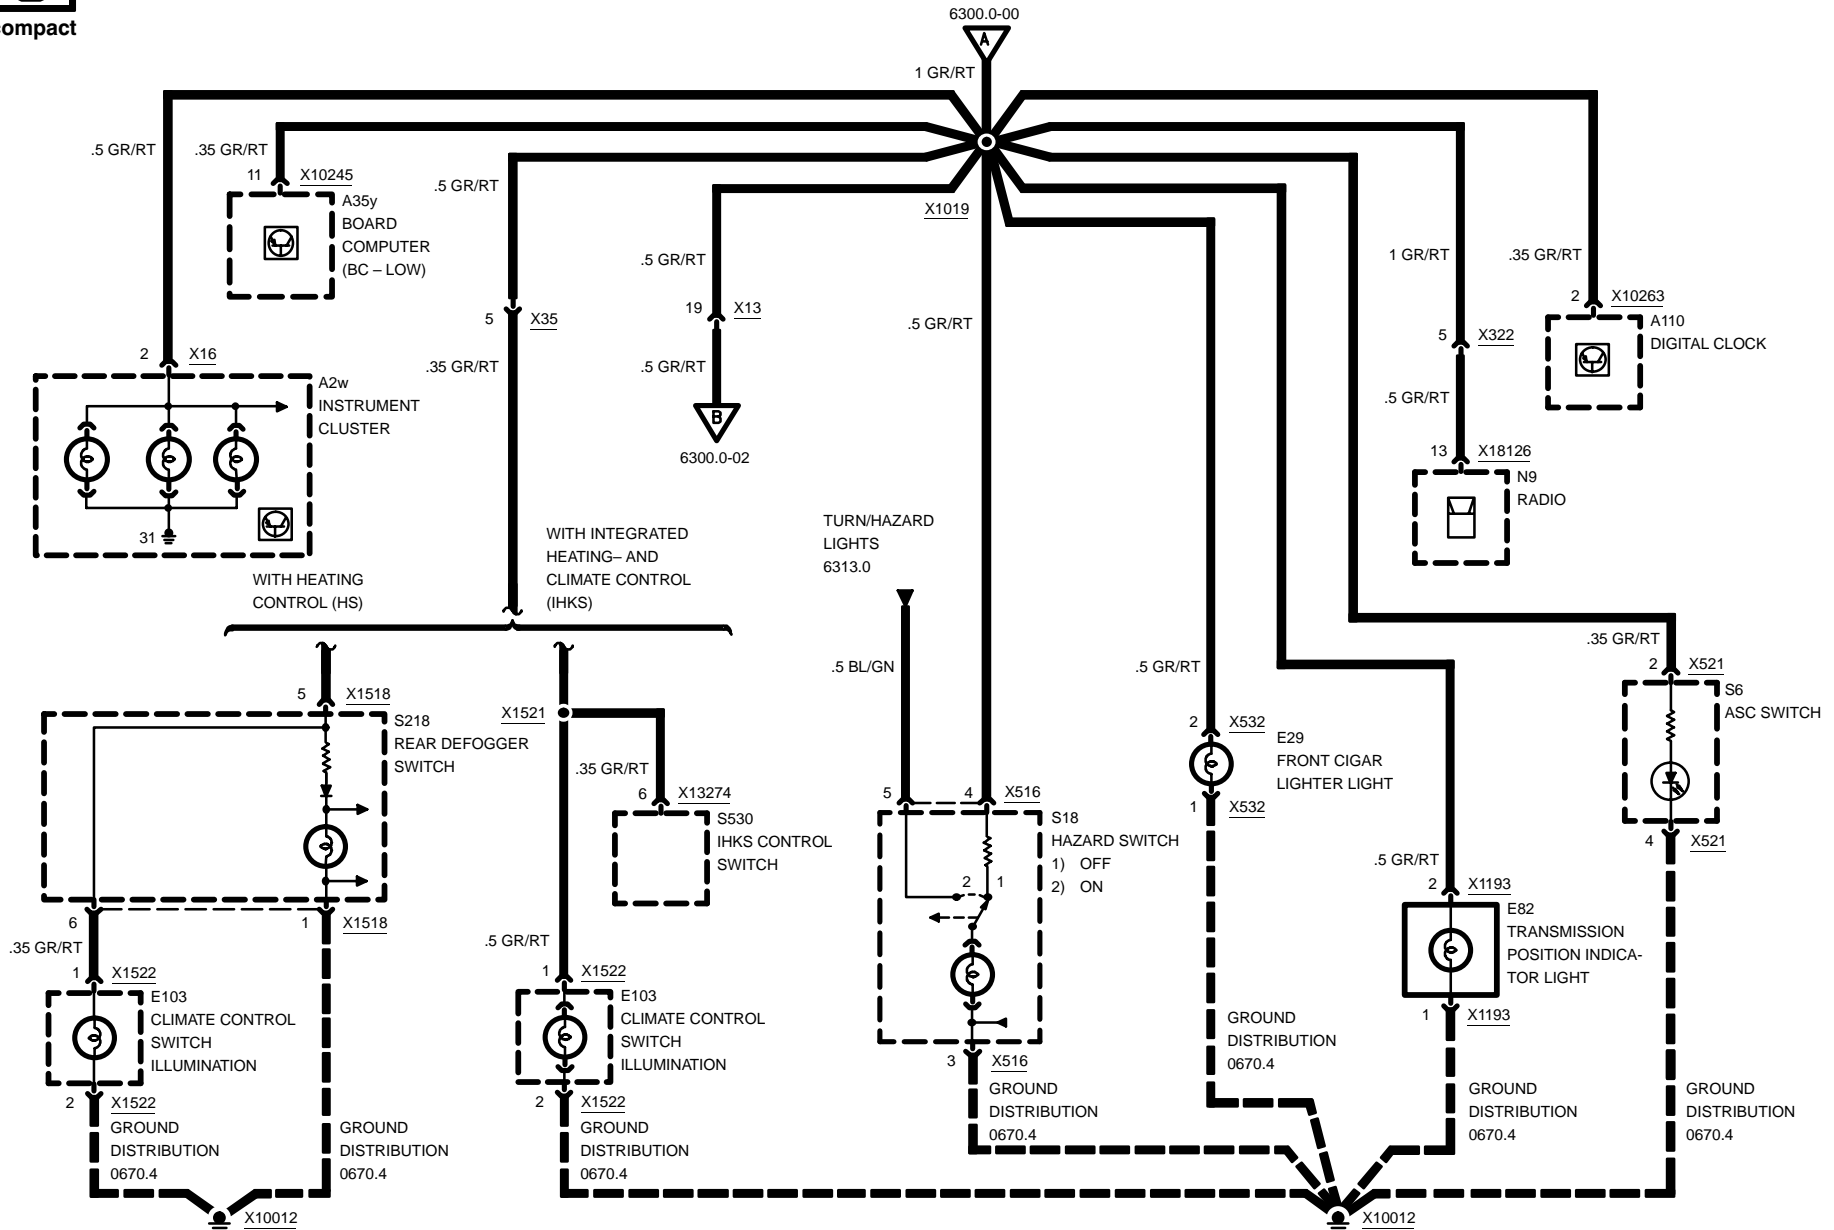 compact
6300.0-00
A
1 GR/RT
.5 GR/RT
.35 GR/RT
11
X10245
A35y
BOARD
COMPUTER
(BC – LOW)
.5 GR/RT
X1019
.5 GR/RT
1 GR/RT
.35 GR/RT
2
X10263
A110
DIGITAL CLOCK
5
X35
19
X13
.5 GR/RT
5
X322
2
X16
.35 GR/RT
.5 GR/RT
.5 GR/RT
A2w
INSTRUMENT
CLUSTER
31
B
6300.0-02
13
X18126
N9
RADIO
WITH HEATING
CONTROL (HS)
WITH INTEGRATED
HEATING– AND
CLIMATE CONTROL
(IHKS)
TURN/HAZARD
LIGHTS
6313.0
.5 BL/GN
.5 GR/RT
.35 GR/RT
2
X521
S6
ASC SWITCH
4
X521
5
X1518
S218
REAR DEFOGGER
SWITCH
X1521
.35 GR/RT
6
X13274
S530
IHKS CONTROL
SWITCH
2
X532
E29
FRONT CIGAR
LIGHTER LIGHT
1
X532
5
4
X516
S18
HAZARD SWITCH
1) OFF
2) ON
2
1
.5 GR/RT
2
X1193
E82
TRANSMISSION
POSITION INDICA-
TOR LIGHT
1
X1193
6
1
X1518
.35 GR/RT
1
X1522
E103
CLIMATE CONTROL
SWITCH
ILLUMINATION
2
X1522
GROUND
DISTRIBUTION
0670.4
GROUND
DISTRIBUTION
0670.4
X10012
.5 GR/RT
1
X1522
E103
CLIMATE CONTROL
SWITCH
ILLUMINATION
2
X1522
GROUND
DISTRIBUTION
0670.4
3
X516
GROUND
DISTRIBUTION
0670.4
GROUND
DISTRIBUTION
0670.4
GROUND
DISTRIBUTION
0670.4
GROUND
DISTRIBUTION
0670.4
X10012